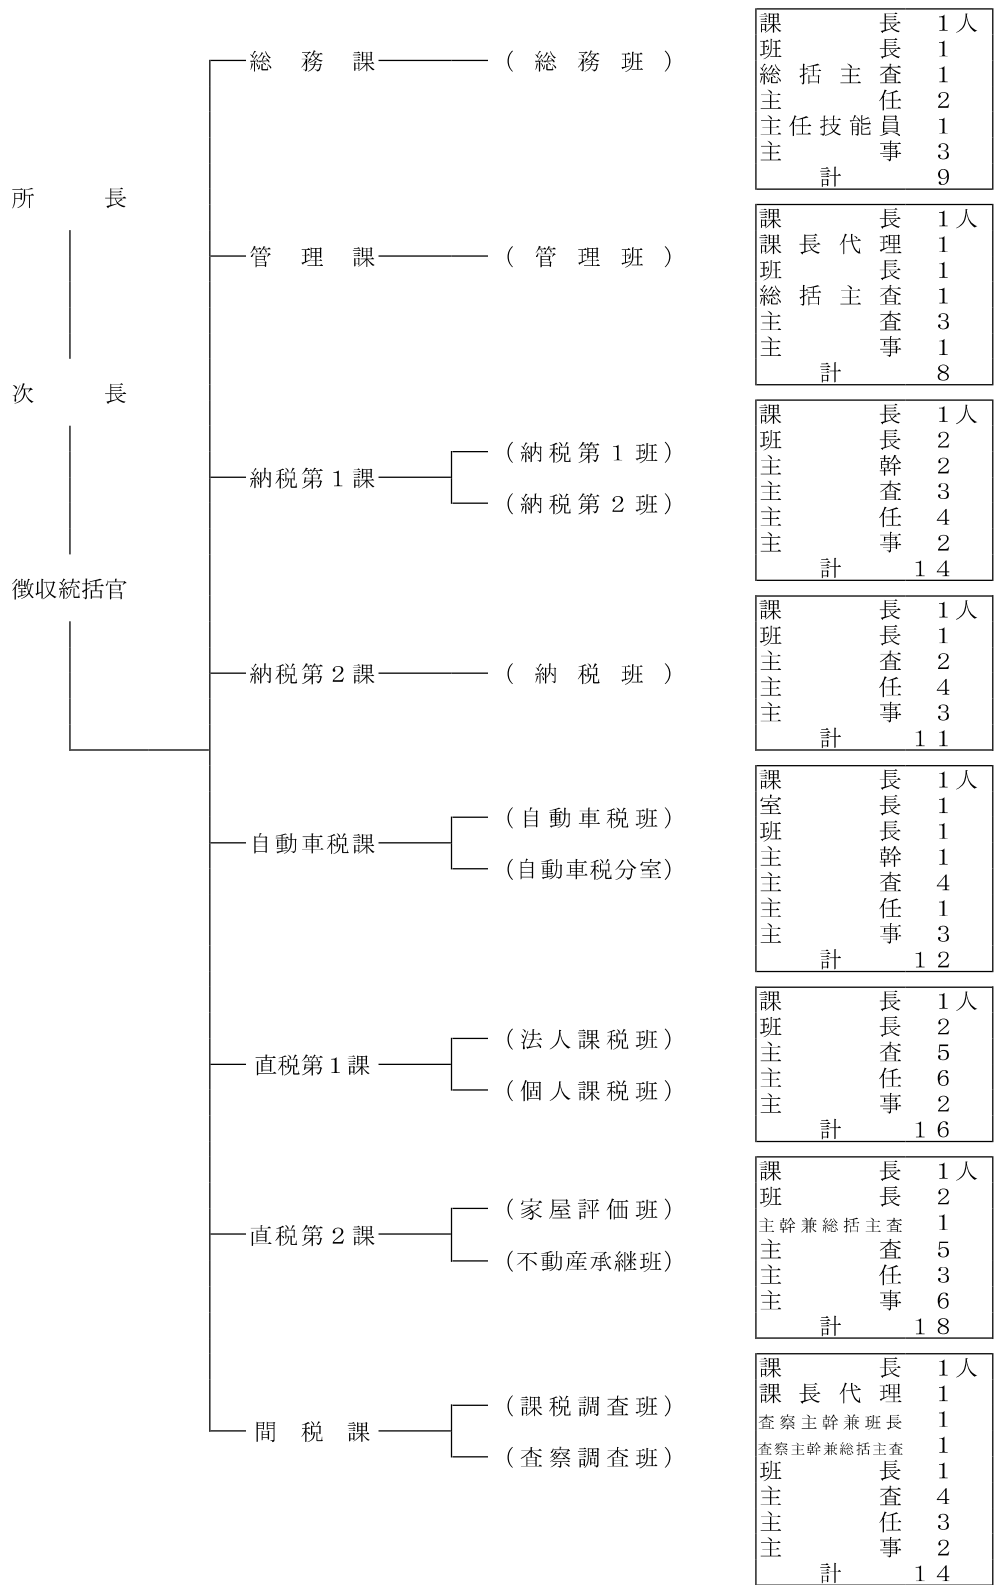 所長
次長
徴収統括官
総務課
(総務班)
課長 1人
班長 1
総括主査 1
主任 2
主任技能員 1
主事 3
計 9
管理課
(管理班)
課長 1人
課長代理 1
班長 1
総括主査 1
主査 3
主事 1
計 8
納税第1課
(納税第1班)
(納税第2班)
課長 1人
班長 2
主幹 2
主査 3
主任 4
主事 2
計 14
納税第2課
(納税班)
課長 1人
班長 1
主査 2
主任 4
主事 3
計 11
自動車税課
(自動車税班)
(自動車税分室)
課長 1人
室長 1
班長 1
主幹 1
主査 4
主任 1
主事 3
計 12
直税第1課
(法人課税班)
(個人課税班)
課長 1人
班長 2
主査 5
主任 6
主事 2
計 16
直税第2課
(家屋評価班)
(不動産承継班)
課長 1人
班長 2
主幹兼総括主査 1
主査 5
主任 3
主事 6
計 18
間税課
(課税調査班)
(査察調査班)
課長 1人
課長代理 1
査察主幹兼班長 1
査察主幹兼総括主査 1
班長 1
主査 4
主任 3
主事 2
計 14